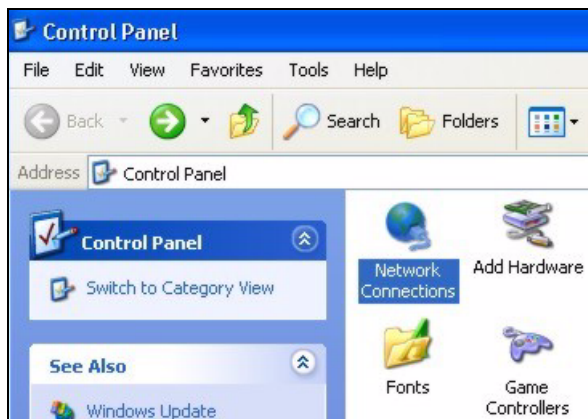 Control Panel
File Edit View Favorites Tools Help
Back Search Folders
Address Control Panel
Control Panel
Switch to Category View
See Also
Windows Update
Network
Connections
Add Hardware
Fonts
Game
Controllers